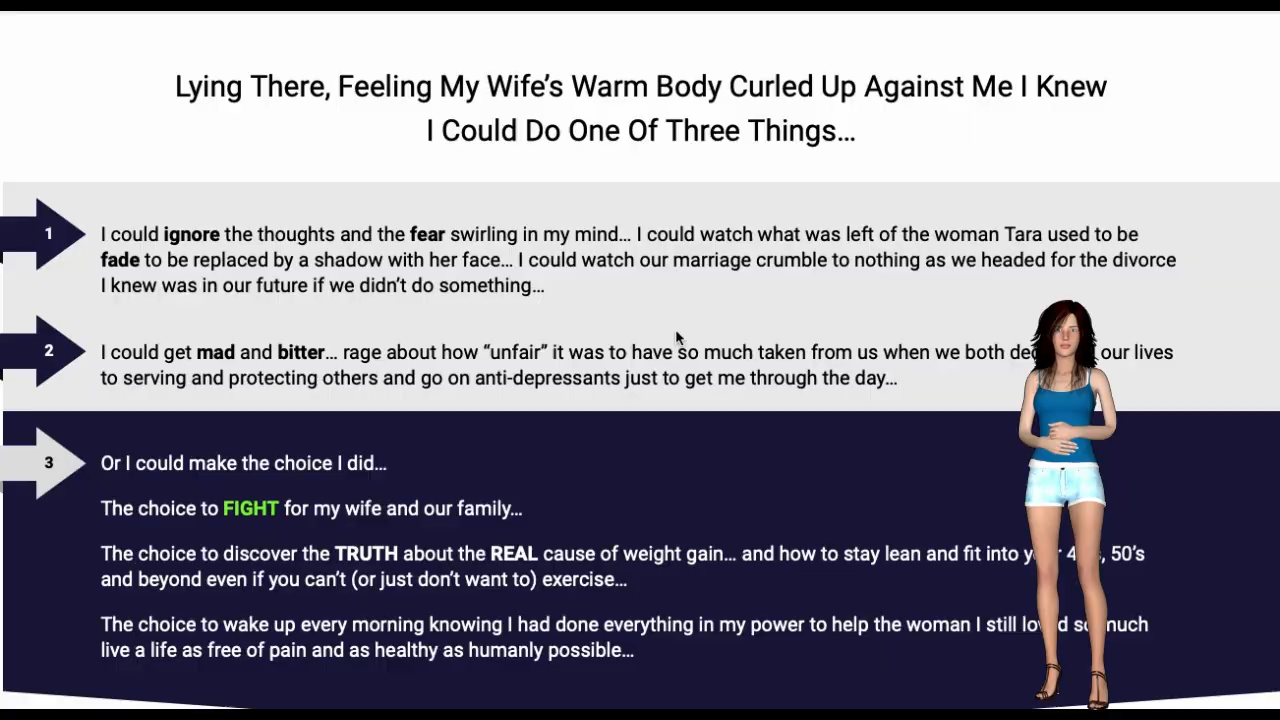 Lying There, Feeling My Wife's Warm Body Curled Up Against Me I Knew
I Could Do One Of Three Things...
1
I could ignore the thoughts and the fear swirling in my mind... I could watch what was left of the woman Tara used to be
fade to be replaced by a shadow with her face... I could watch our marriage crumble to nothing as we headed for the divorce
I knew was in our future if we didn't do something...
2
I could get mad and bitter... rage about how “unfair” it was to have so much taken from us when we both our lives
to serving and protecting others and go on anti-depressants just to get me through the day...
3
Or I could make the choice I did...
The choice to FIGHT for my wife and our family...
The choice to discover the TRUTH about the REAL cause of weight gain... and how to stay lean and fit into 50's
and beyond even if you can't (or just don't want to) exercise...
The choice to wake up every morning knowing I had done everything in my power to help the woman I still much
live a life as free of pain and as healthy as humanly possible...